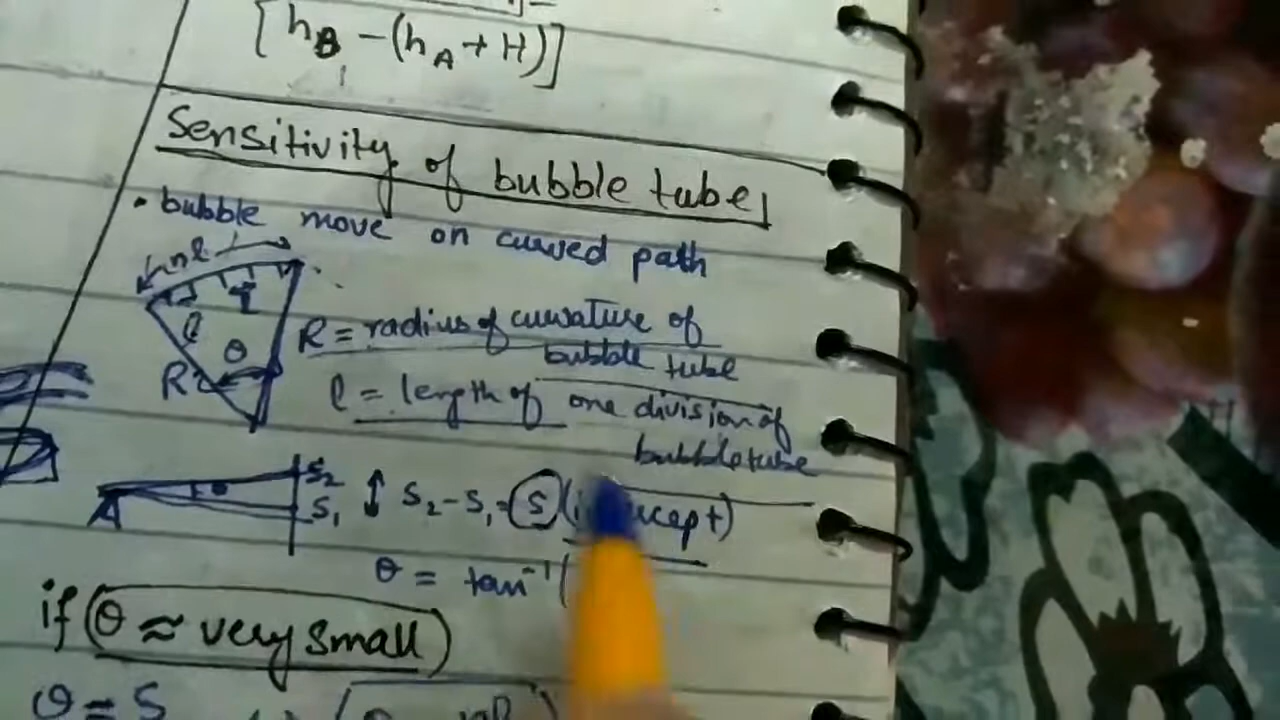 [hB - (hA + H)]
Sensitivity of bubble tube
• bubble move on curved path
nl
l
θ
R
R = radius of curvature of
bubble tube
l = length of one division of
bubble tube
A
θ
S2
S1
S2 - S1 = S
θ = tan⁻¹(
if (θ ≈ very small)
θ = S